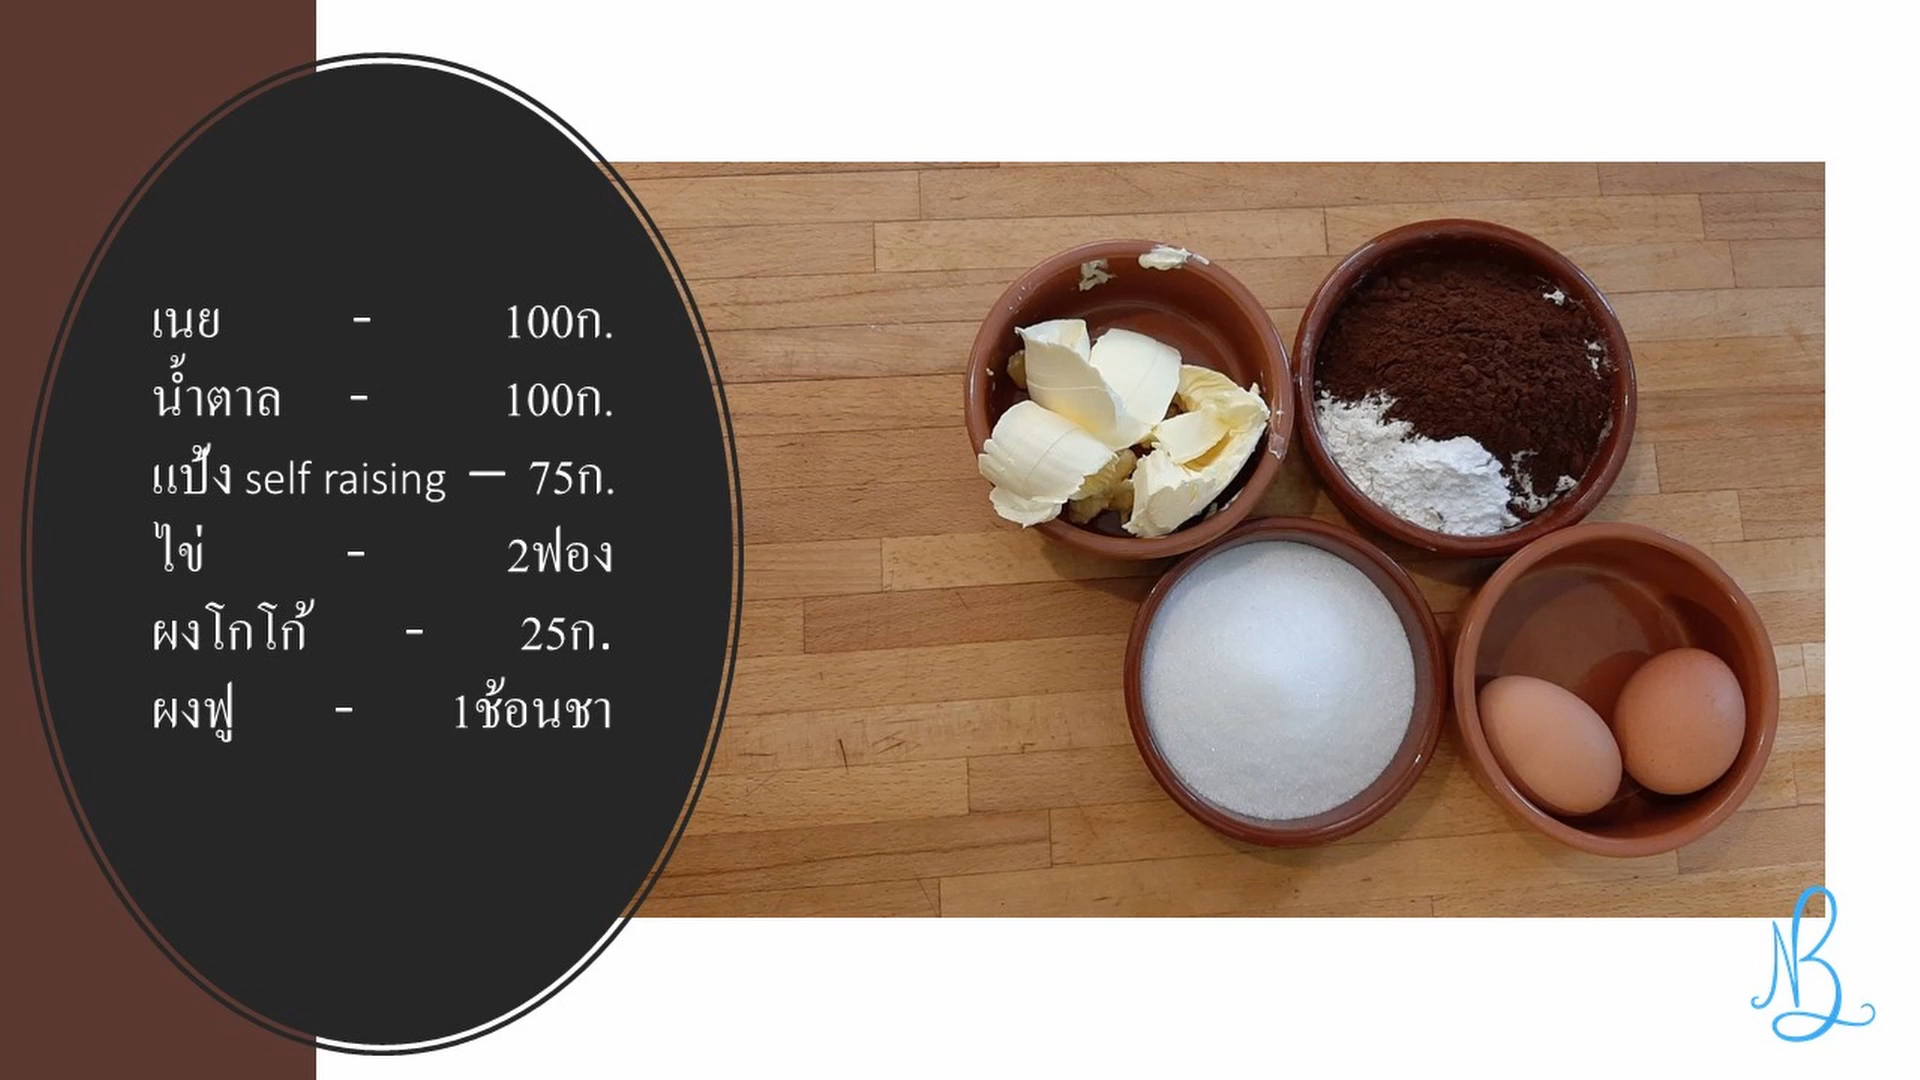 เนย - 100ก.
น้ำตาล - 100ก.
แป้ง self raising – 75ก.
ไข่ - 2ฟอง
ผงโกโก้ - 25ก.
ผงฟู - 1ช้อนชา
NB